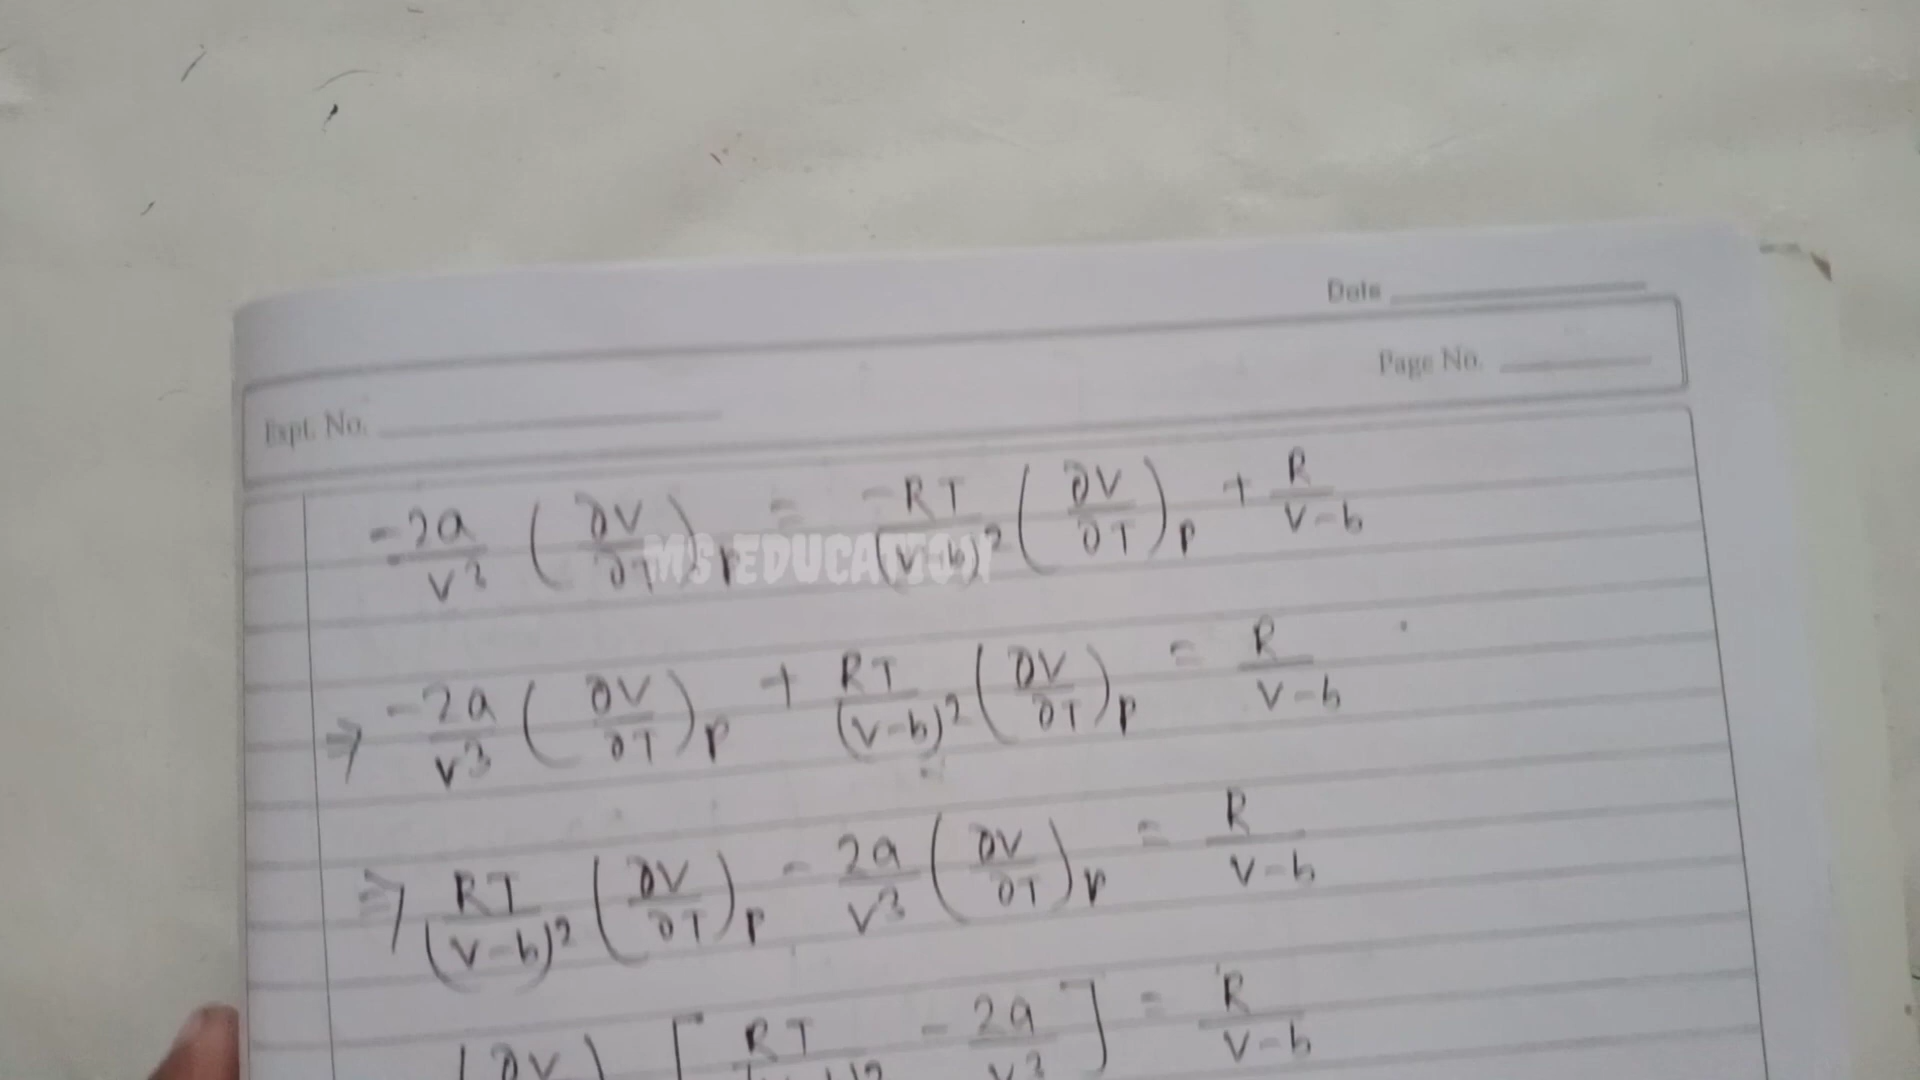 Date
Page No.
Expt. No.
-2a/V³ (∂V/∂T)P = -RT/(V-b)² (∂V/∂T)P + R/V-b
MS EDUCATION
⇒ -2a/V³ (∂V/∂T)P + RT/(V-b)² (∂V/∂T)P = R/V-b
⇒ RT/(V-b)² (∂V/∂T)P - 2a/V³ (∂V/∂T)P = R/V-b
(∂V [RT - 2a/V³] = R/V-b